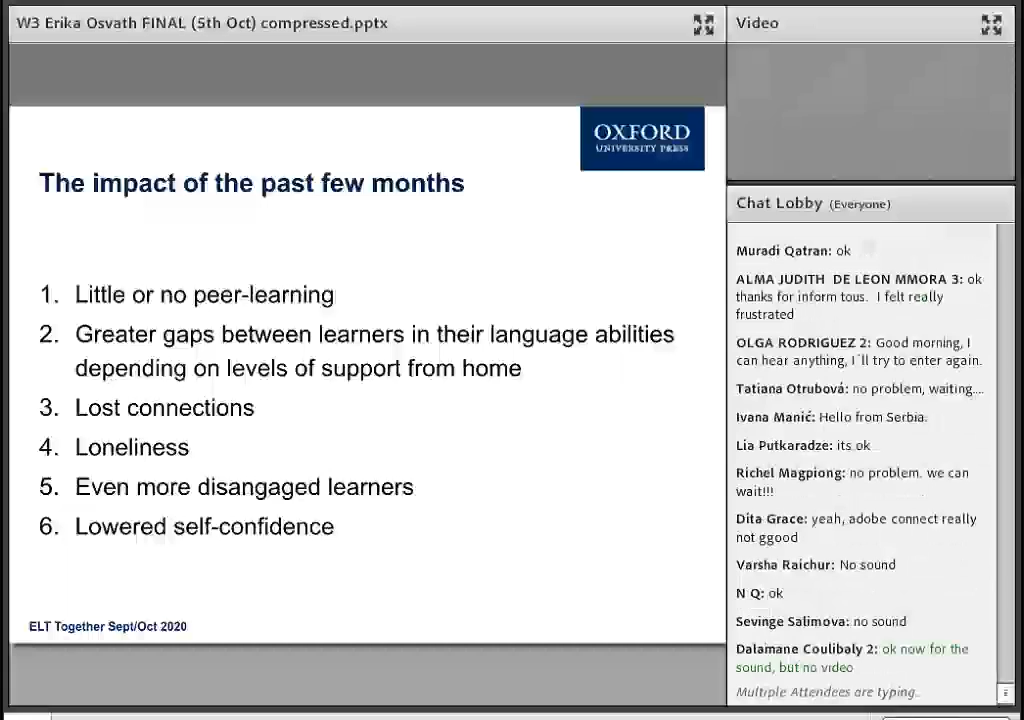 W3 Erika Osvath FINAL (5th Oct) compressed.pptx
OXFORD
UNIVERSITY PRESS
The impact of the past few months
1. Little or no peer-learning
2. Greater gaps between learners in their language abilities
depending on levels of support from home
3. Lost connections
4. Loneliness
5. Even more disangaged learners
6. Lowered self-confidence
ELT Together Sept/Oct 2020
Video
Chat Lobby (Everyone)
Muradi Qatran: ok
ALMA JUDITH DE LEON MMORA 3: ok
thanks for inform tous. I felt really
frustrated
OLGA RODRIGUEZ 2: Good morning, I
can hear anything, I´ll try to enter again.
Tatiana Otrubová: no problem, waiting....
Ivana Manić: Hello from Serbia.
Lia Putkaradze: its ok
Richel Magpiong: no problem. we can
wait!!!
Dita Grace: yeah, adobe connect really
not ggood
Varsha Raichur: No sound
N Q: ok
Sevinge Salimova: no sound
Dalamane Coulibaly 2: ok now for the
sound, but no video
Multiple Attendees are typing..